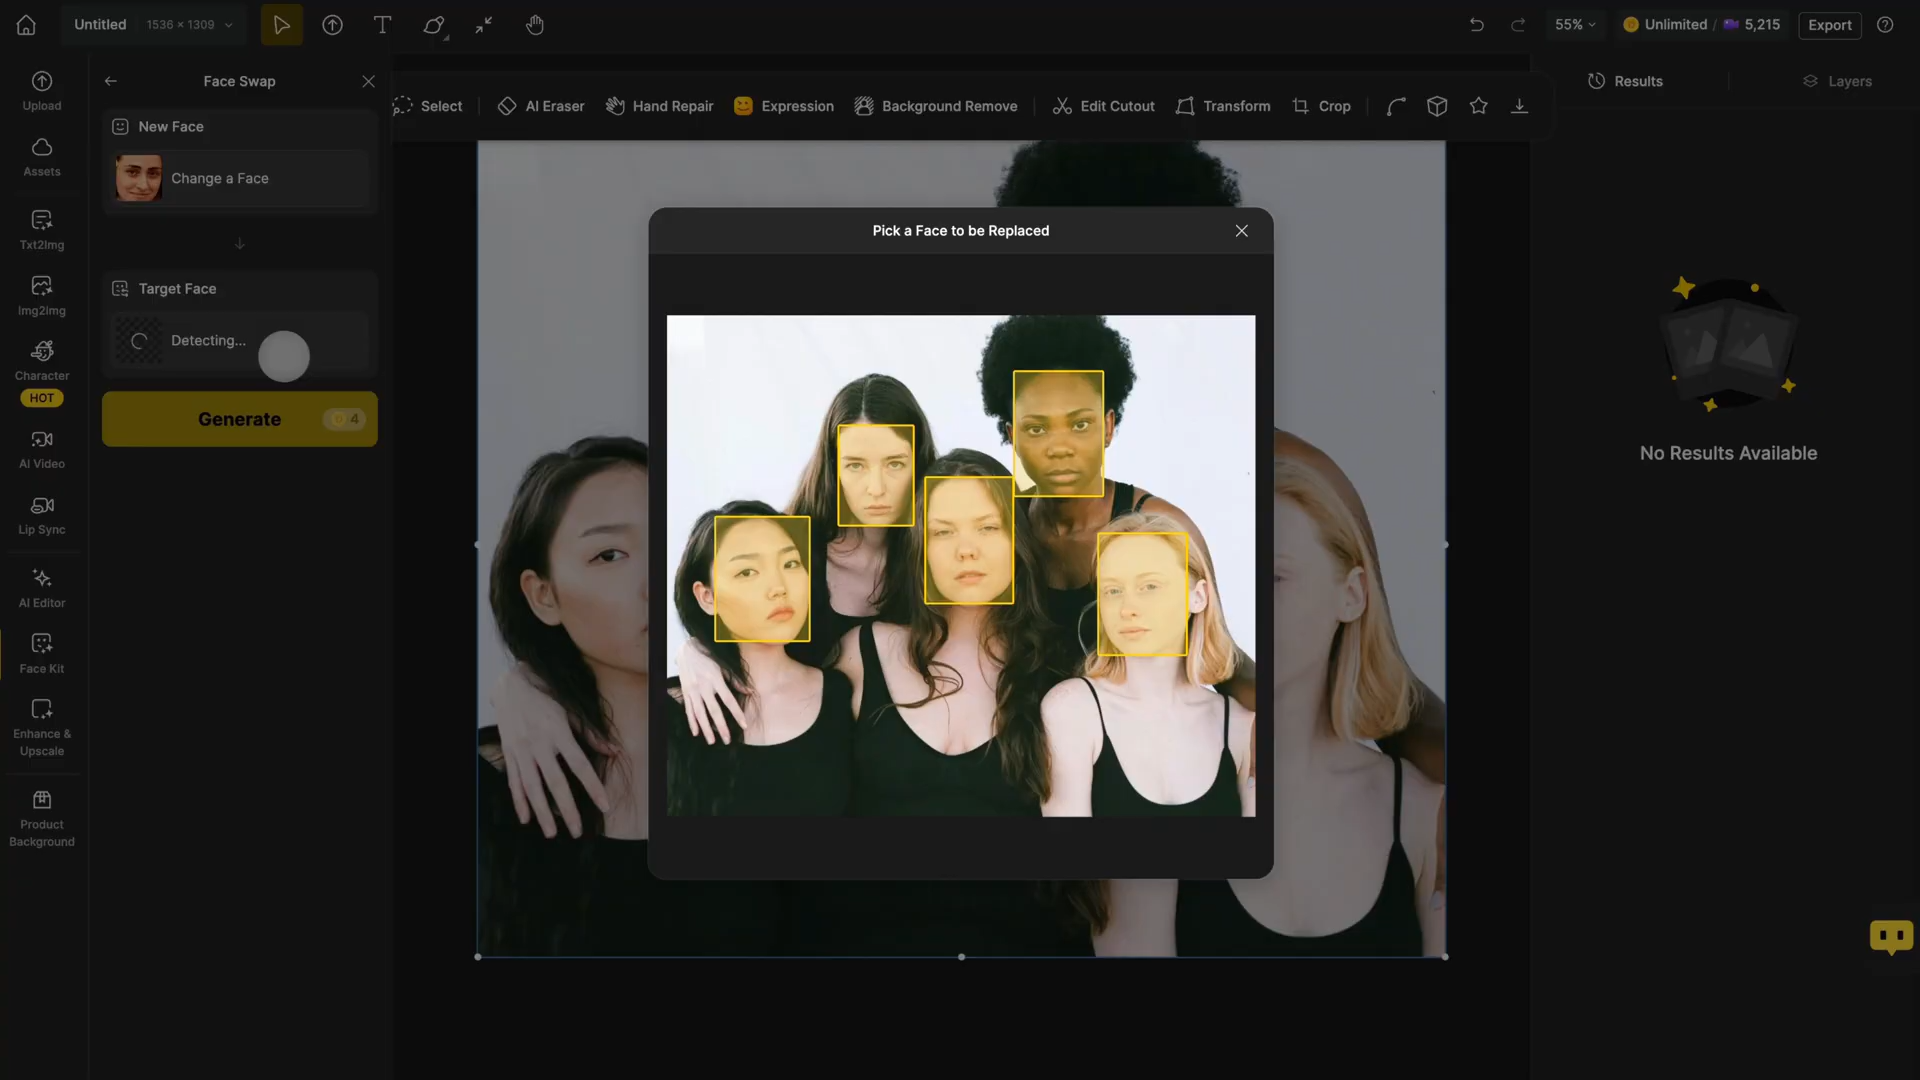 Untitled 1536 × 1309
55% Unlimited / 5,215 Export
Upload
Assets
Txt2Img
Img2Img
Character
HOT
AI Video
Lip Sync
AI Editor
Face Kit
Enhance &
Upscale
Product
Background
Face Swap
New Face
Change a Face
Target Face
Detecting...
Generate 4
Select AI Eraser Hand Repair Expression Background Remove Edit Cutout Transform Crop
Pick a Face to be Replaced
Results Layers
No Results Available